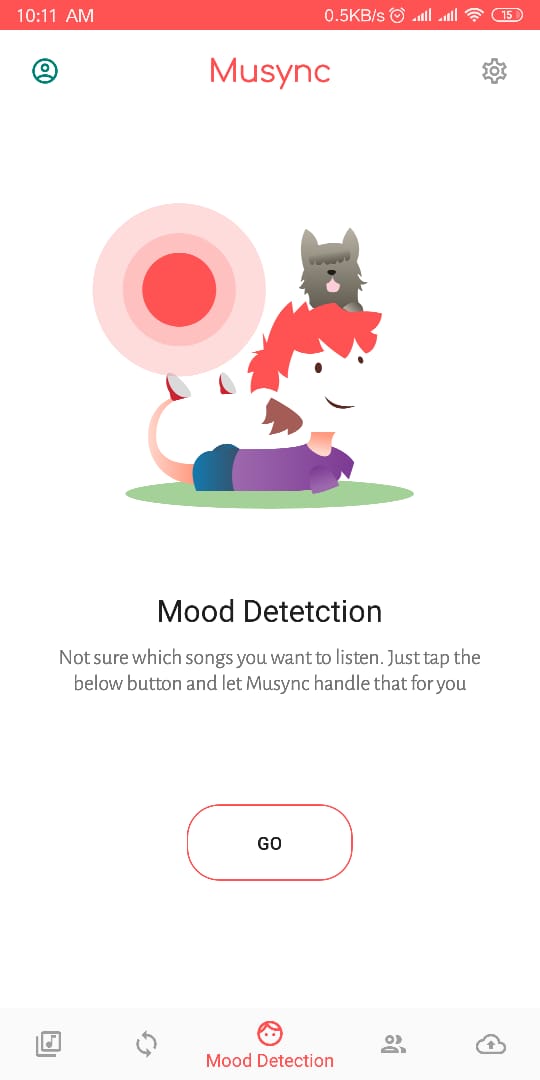 10:11 AM 0.5KB/s 15
Musync
Mood Detetction
Not sure which songs you want to listen. Just tap the
below button and let Musync handle that for you
GO
Mood Detection